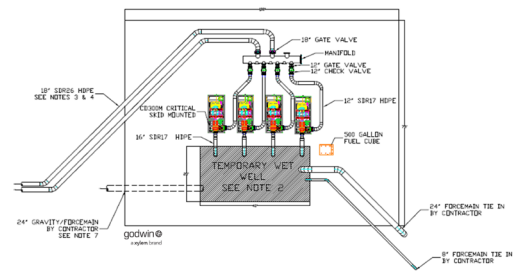 18" GATE VALVE
MANIFOLD
12" GATE VALVE
12" CHECK VALVE
18" SDR26 HDPE
SEE NOTES 3 & 4
CD300M CRITICAL
SKID MOUNTED
12" SDR17 HDPE
16" SDR17 HDPE
500 GALLON
FUEL CUBE
TEMPORARY WET
WELL
SEE NOTE 2
24" GRAVITY/FORCEMAIN
BY CONTRACTOR
SEE NOTE 7
24" FORCEMAIN TIE IN
BY CONTRACTOR
godwin
a xylem brand
8" FORCEMAIN TIE IN
BY CONTRACTOR